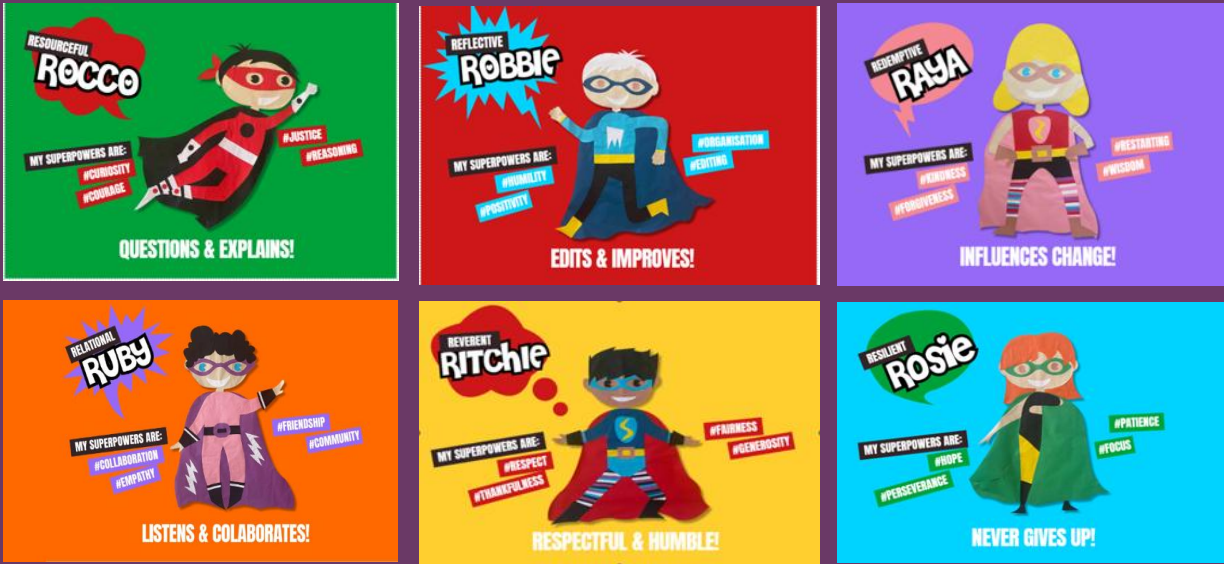 RESOURCEFUL
ROCCO
MY SUPERPOWERS ARE:
#CURIOSITY
#COURAGE
#JUSTICE
#REASONING
QUESTIONS & EXPLAINS!
REFLECTIVE
ROBBIE
MY SUPERPOWERS ARE:
#HUMILITY
#POSITIVITY
#ORGANISATION
#EDITING
EDITS & IMPROVES!
REDEMPTIVE
RAYA
MY SUPERPOWERS ARE:
#KINDNESS
#FORGIVENESS
#RESTARTING
#WISDOM
INFLUENCES CHANGE!
RELATIONAL
RUBY
MY SUPERPOWERS ARE:
#COLLABORATION
#EMPATHY
#FRIENDSHIP
#COMMUNITY
LISTENS & COLABORATES!
REVERENT
RITCHIE
MY SUPERPOWERS ARE:
#RESPECT
#THANKFULNESS
#FAIRNESS
#GENEROSITY
RESPECTFUL & HUMBLE!
RESILIENT
ROSIE
MY SUPERPOWERS ARE:
#HOPE
#PERSEVERANCE
#PATIENCE
#FOCUS
NEVER GIVES UP!